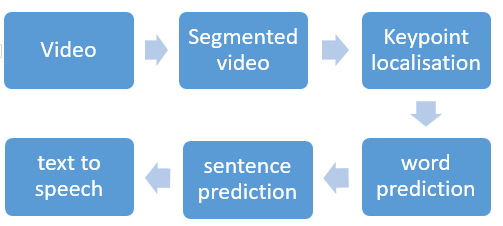 Video
Segmented
video
Keypoint
localisation
word
prediction
sentence
prediction
text to
speech